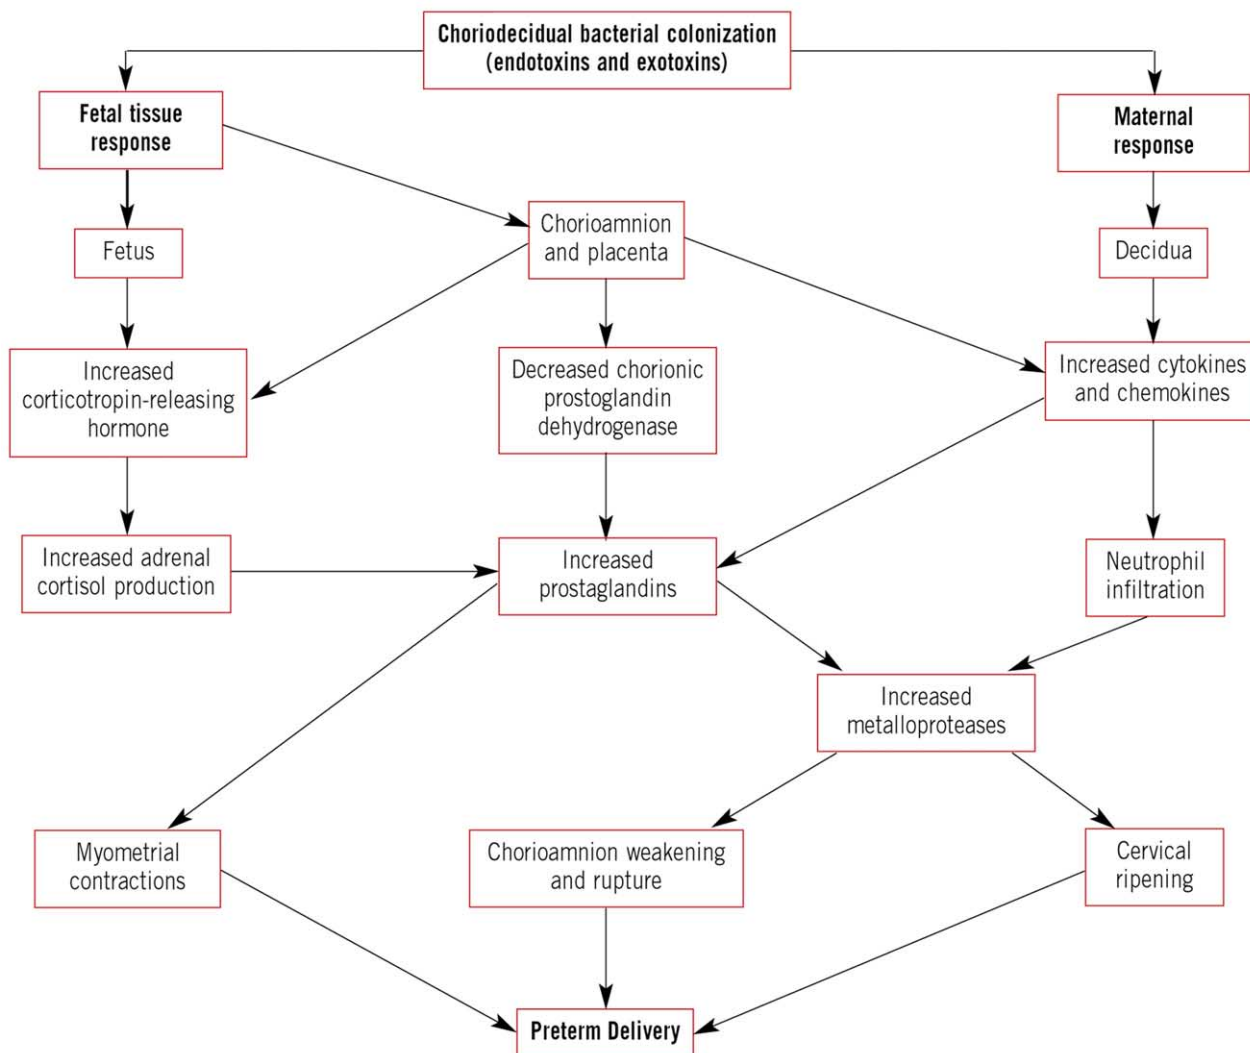 Choriodecidual bacterial colonization
(endotoxins and exotoxins)
Fetal tissue
response
Maternal
response
Chorioamnion
and placenta
Fetus
Decidua
Increased
corticotropin-releasing
hormone
Decreased chorionic
prostoglandin
dehydrogenase
Increased cytokines
and chemokines
Increased adrenal
cortisol production
Increased
prostaglandins
Neutrophil
infiltration
Increased
metalloproteases
Myometrial
contractions
Chorioamnion weakening
and rupture
Cervical
ripening
Preterm Delivery